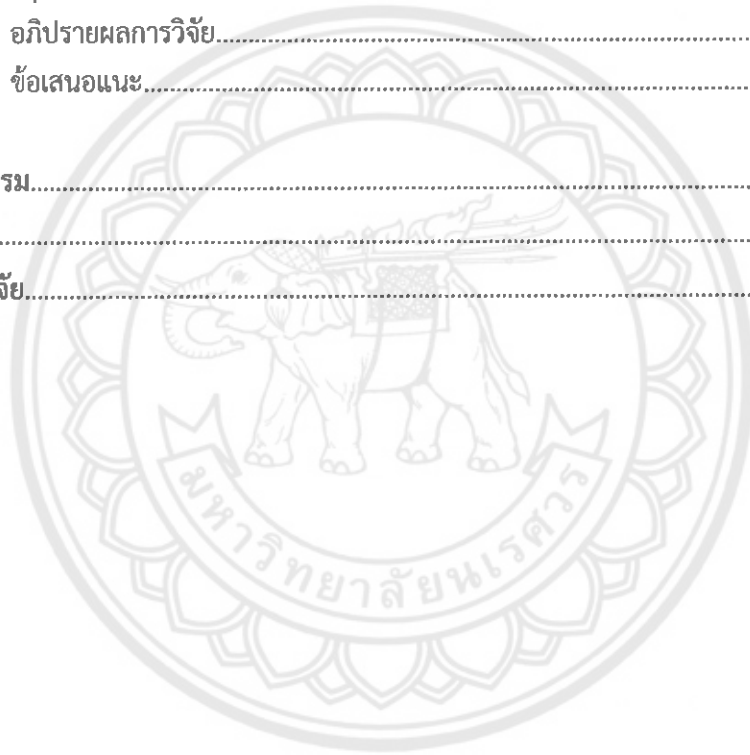 อภิปรายผลการวิจัย
ข้อเสนอแนะ
รม
จัย
มหาวิทยาลัยนเรศวร